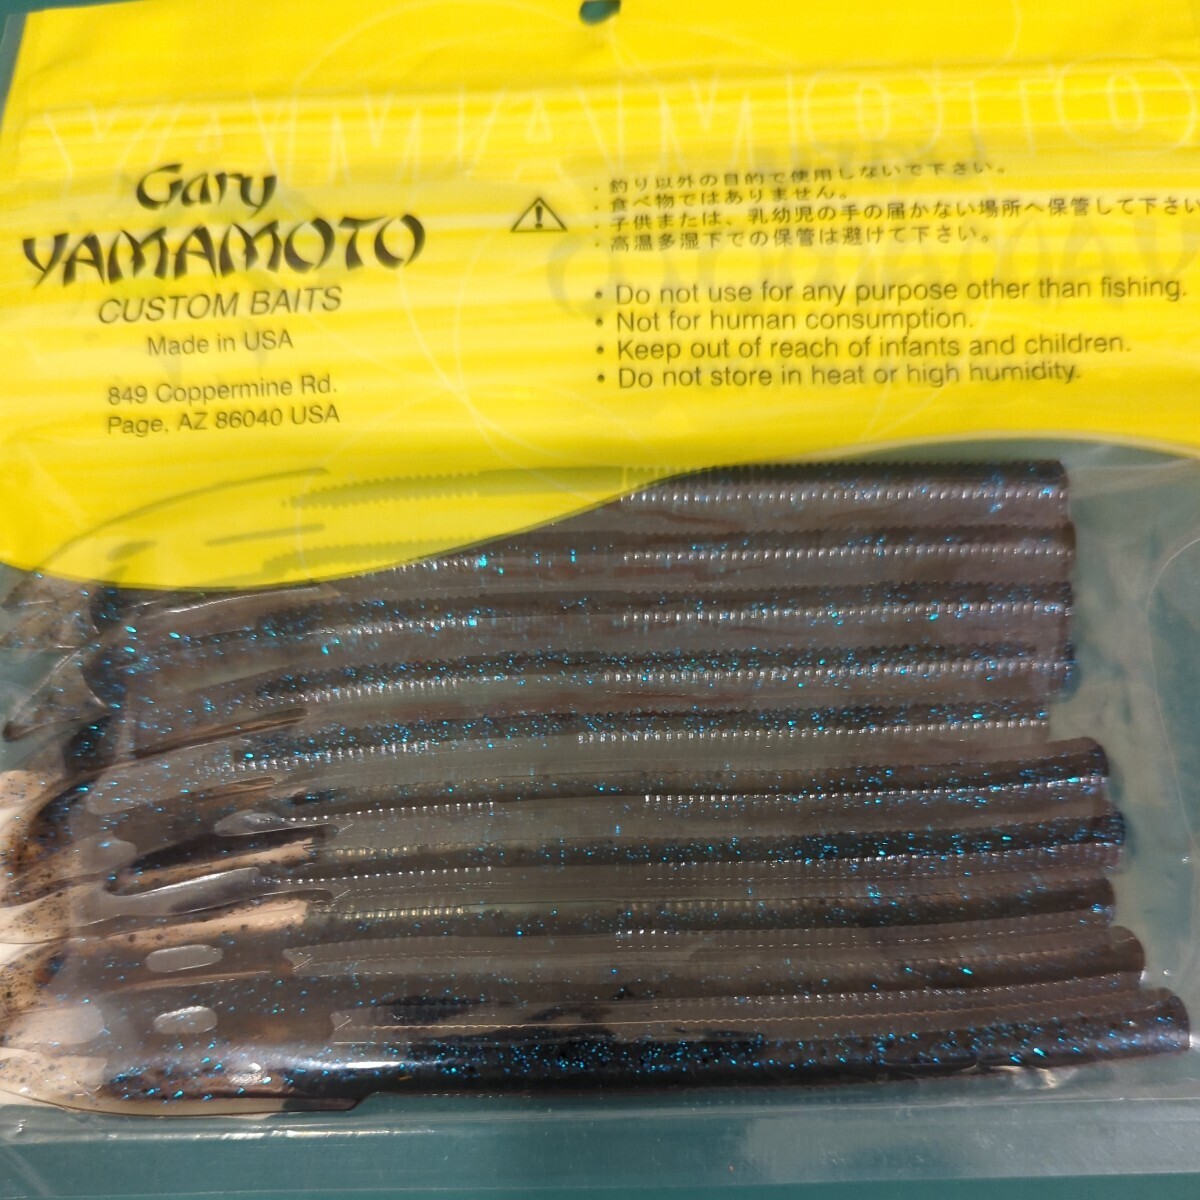 YAMAMOTO
Gary
YAMAMOTO
CUSTOM BAITS
Made in USA
849 Coppermine Rd.
Page, AZ 86040 USA
・釣り以外の目的で使用しないで下さい。
・食べ物ではありません。
・子供または、乳幼児の手の届かない場所へ保管して下さい
・高温多湿下での保管は避けて下さい。
• Do not use for any purpose other than fishing.
• Not for human consumption.
• Keep out of reach of infants and children.
• Do not store in heat or high humidity.